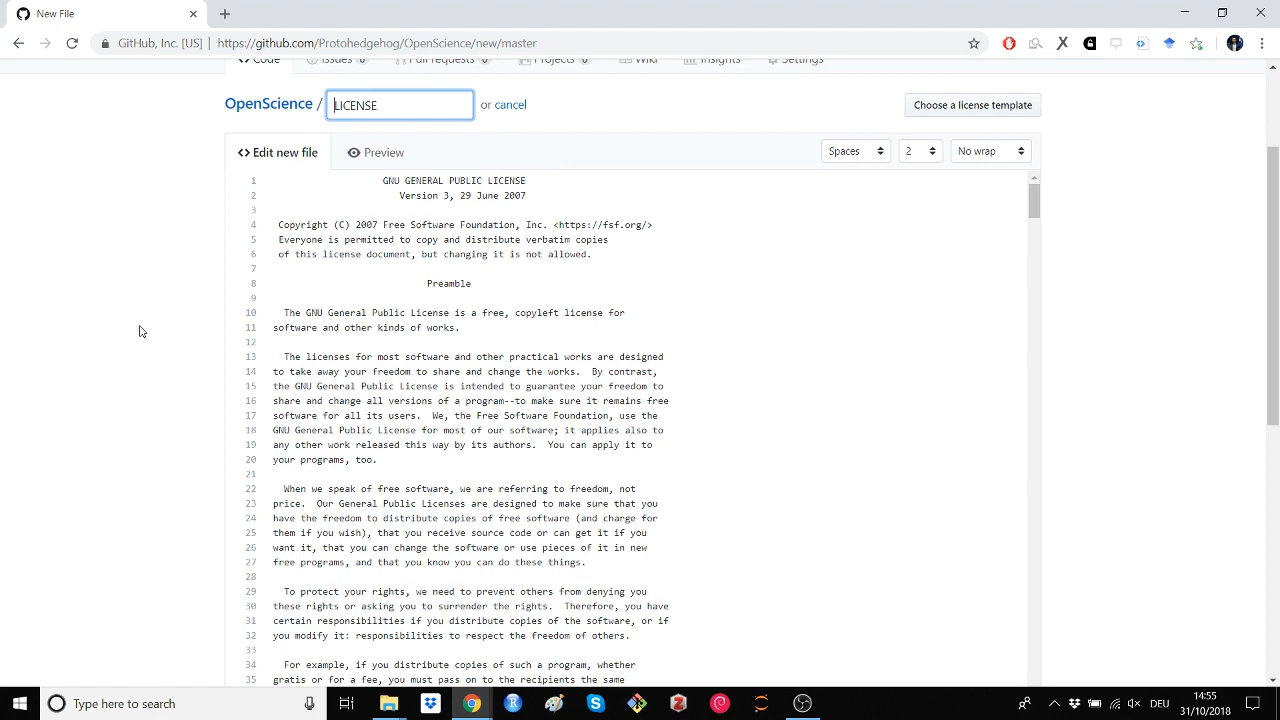 New File
GitHub, Inc. [US] https://github.com/Protohedgehog/OpenScience/new/master
Code Issues 0 Pull requests 0 Projects 0 Wiki Insights Settings
OpenScience / LICENSE or cancel Choose a license template
Edit new file Preview Spaces 2 No wrap
1 GNU GENERAL PUBLIC LICENSE
2 Version 3, 29 June 2007
3
4 Copyright (C) 2007 Free Software Foundation, Inc. <https://fsf.org/>
5 Everyone is permitted to copy and distribute verbatim copies
6 of this license document, but changing it is not allowed.
7
8 Preamble
9
10 The GNU General Public License is a free, copyleft license for
11 software and other kinds of works.
12
13 The licenses for most software and other practical works are designed
14 to take away your freedom to share and change the works. By contrast,
15 the GNU General Public License is intended to guarantee your freedom to
16 share and change all versions of a program--to make sure it remains free
17 software for all its users. We, the Free Software Foundation, use the
18 GNU General Public License for most of our software; it applies also to
19 any other work released this way by its authors. You can apply it to
20 your programs, too.
21
22 When we speak of free software, we are referring to freedom, not
23 price. Our General Public Licenses are designed to make sure that you
24 have the freedom to distribute copies of free software (and charge for
25 them if you wish), that you receive source code or can get it if you
26 want it, that you can change the software or use pieces of it in new
27 free programs, and that you know you can do these things.
28
29 To protect your rights, we need to prevent others from denying you
30 these rights or asking you to surrender the rights. Therefore, you have
31 certain responsibilities if you distribute copies of the software, or if
32 you modify it: responsibilities to respect the freedom of others.
33
34 For example, if you distribute copies of such a program, whether
35 gratis or for a fee, you must pass on to the recipients the same
Type here to search
DEU
14:55
31/10/2018